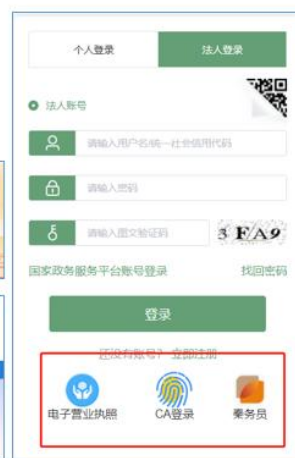 个人登录 法人登录
法人账号
请输入用户名/统一社会信用代码
请输入密码
请输入图文验证码 3 FA9
国家政务服务平台账号登录 找回密码
登录
还没有账号? 立即注册
电子营业执照 CA登录 秦务员